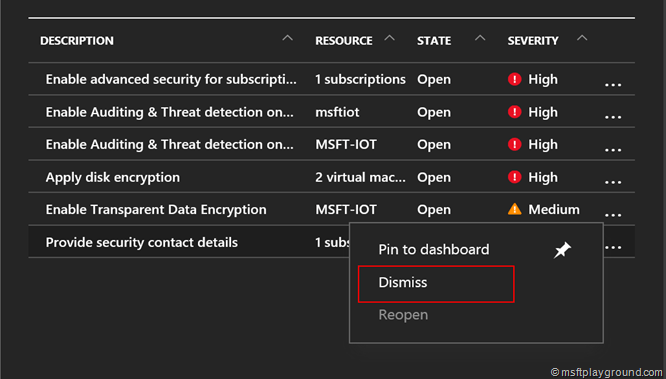 DESCRIPTION RESOURCE STATE SEVERITY
Enable advanced security for subscripti... 1 subscriptions Open High ...
Enable Auditing & Threat detection on... msftiot Open High ...
Enable Auditing & Threat detection on... MSFT-IOT Open High ...
Apply disk encryption 2 virtual mac... Open High ...
Enable Transparent Data Encryption MSFT-IOT Open Medium ...
Provide security contact details 1 subs ...
Pin to dashboard
Dismiss
Reopen
© msftplayground.com